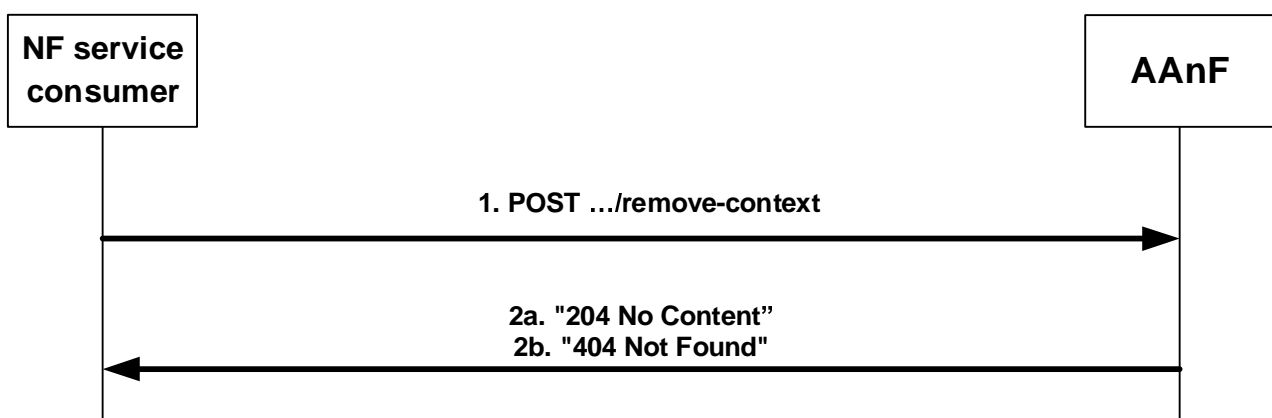 NF service
consumer
AAnF
1. POST …/remove-context
2a. "204 No Content”
2b. "404 Not Found"